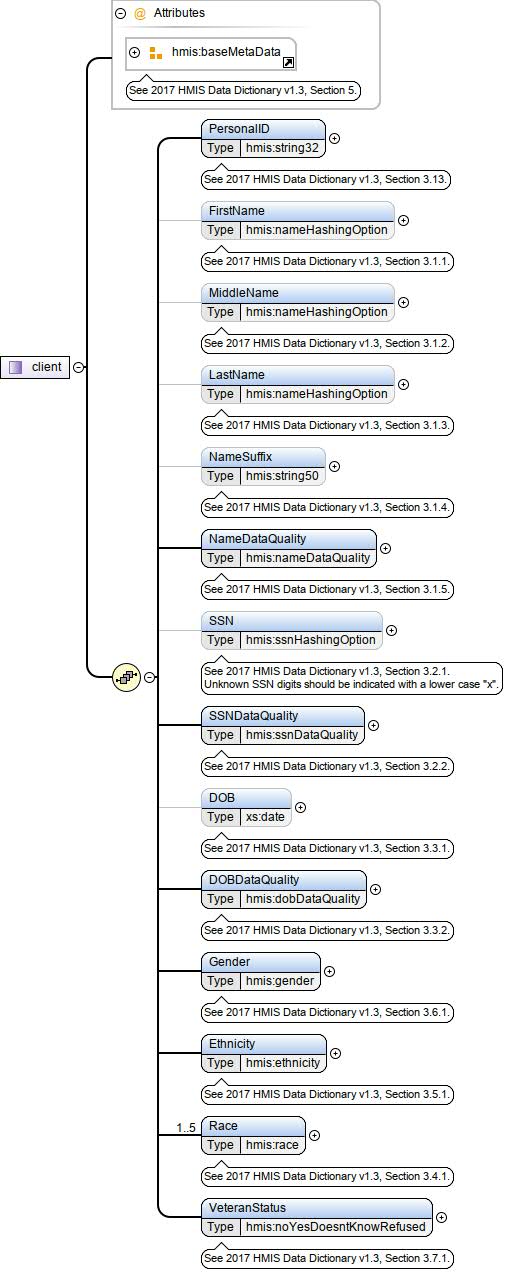 @ Attributes
hmis:baseMetaData
See 2017 HMIS Data Dictionary v1.3, Section 5.
PersonalID
Type hmis:string32
See 2017 HMIS Data Dictionary v1.3, Section 3.13.
FirstName
Type hmis:nameHashingOption
See 2017 HMIS Data Dictionary v1.3, Section 3.1.1.
MiddleName
Type hmis:nameHashingOption
See 2017 HMIS Data Dictionary v1.3, Section 3.1.2.
client
LastName
Type hmis:nameHashingOption
See 2017 HMIS Data Dictionary v1.3, Section 3.1.3.
NameSuffix
Type hmis:string50
See 2017 HMIS Data Dictionary v1.3, Section 3.1.4.
NameDataQuality
Type hmis:nameDataQuality
See 2017 HMIS Data Dictionary v1.3, Section 3.1.5.
SSN
Type hmis:ssnHashingOption
See 2017 HMIS Data Dictionary v1.3, Section 3.2.1.
Unknown SSN digits should be indicated with a lower case "x".
SSNDataQuality
Type hmis:ssnDataQuality
See 2017 HMIS Data Dictionary v1.3, Section 3.2.2.
DOB
Type xs:date
See 2017 HMIS Data Dictionary v1.3, Section 3.3.1.
DOBDataQuality
Type hmis:dobDataQuality
See 2017 HMIS Data Dictionary v1.3, Section 3.3.2.
Gender
Type hmis:gender
See 2017 HMIS Data Dictionary v1.3, Section 3.6.1.
Ethnicity
Type hmis:ethnicity
See 2017 HMIS Data Dictionary v1.3, Section 3.5.1.
1..5 Race
Type hmis:race
See 2017 HMIS Data Dictionary v1.3, Section 3.4.1.
VeteranStatus
Type hmis:noYesDoesntKnowRefused
See 2017 HMIS Data Dictionary v1.3, Section 3.7.1.